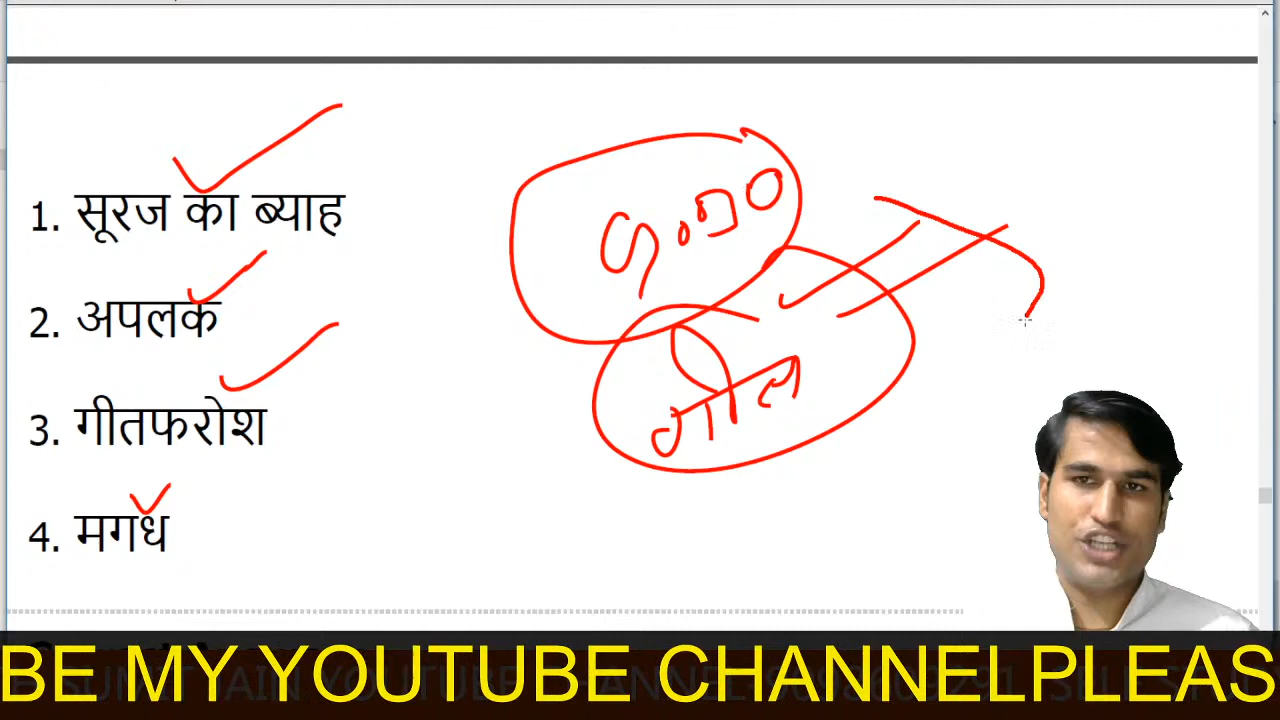 1. सूरज का ब्याह
2. अपलक
3. गीतफरोश
4. मगध
BE MY YOUTUBE CHANNELPLEAS